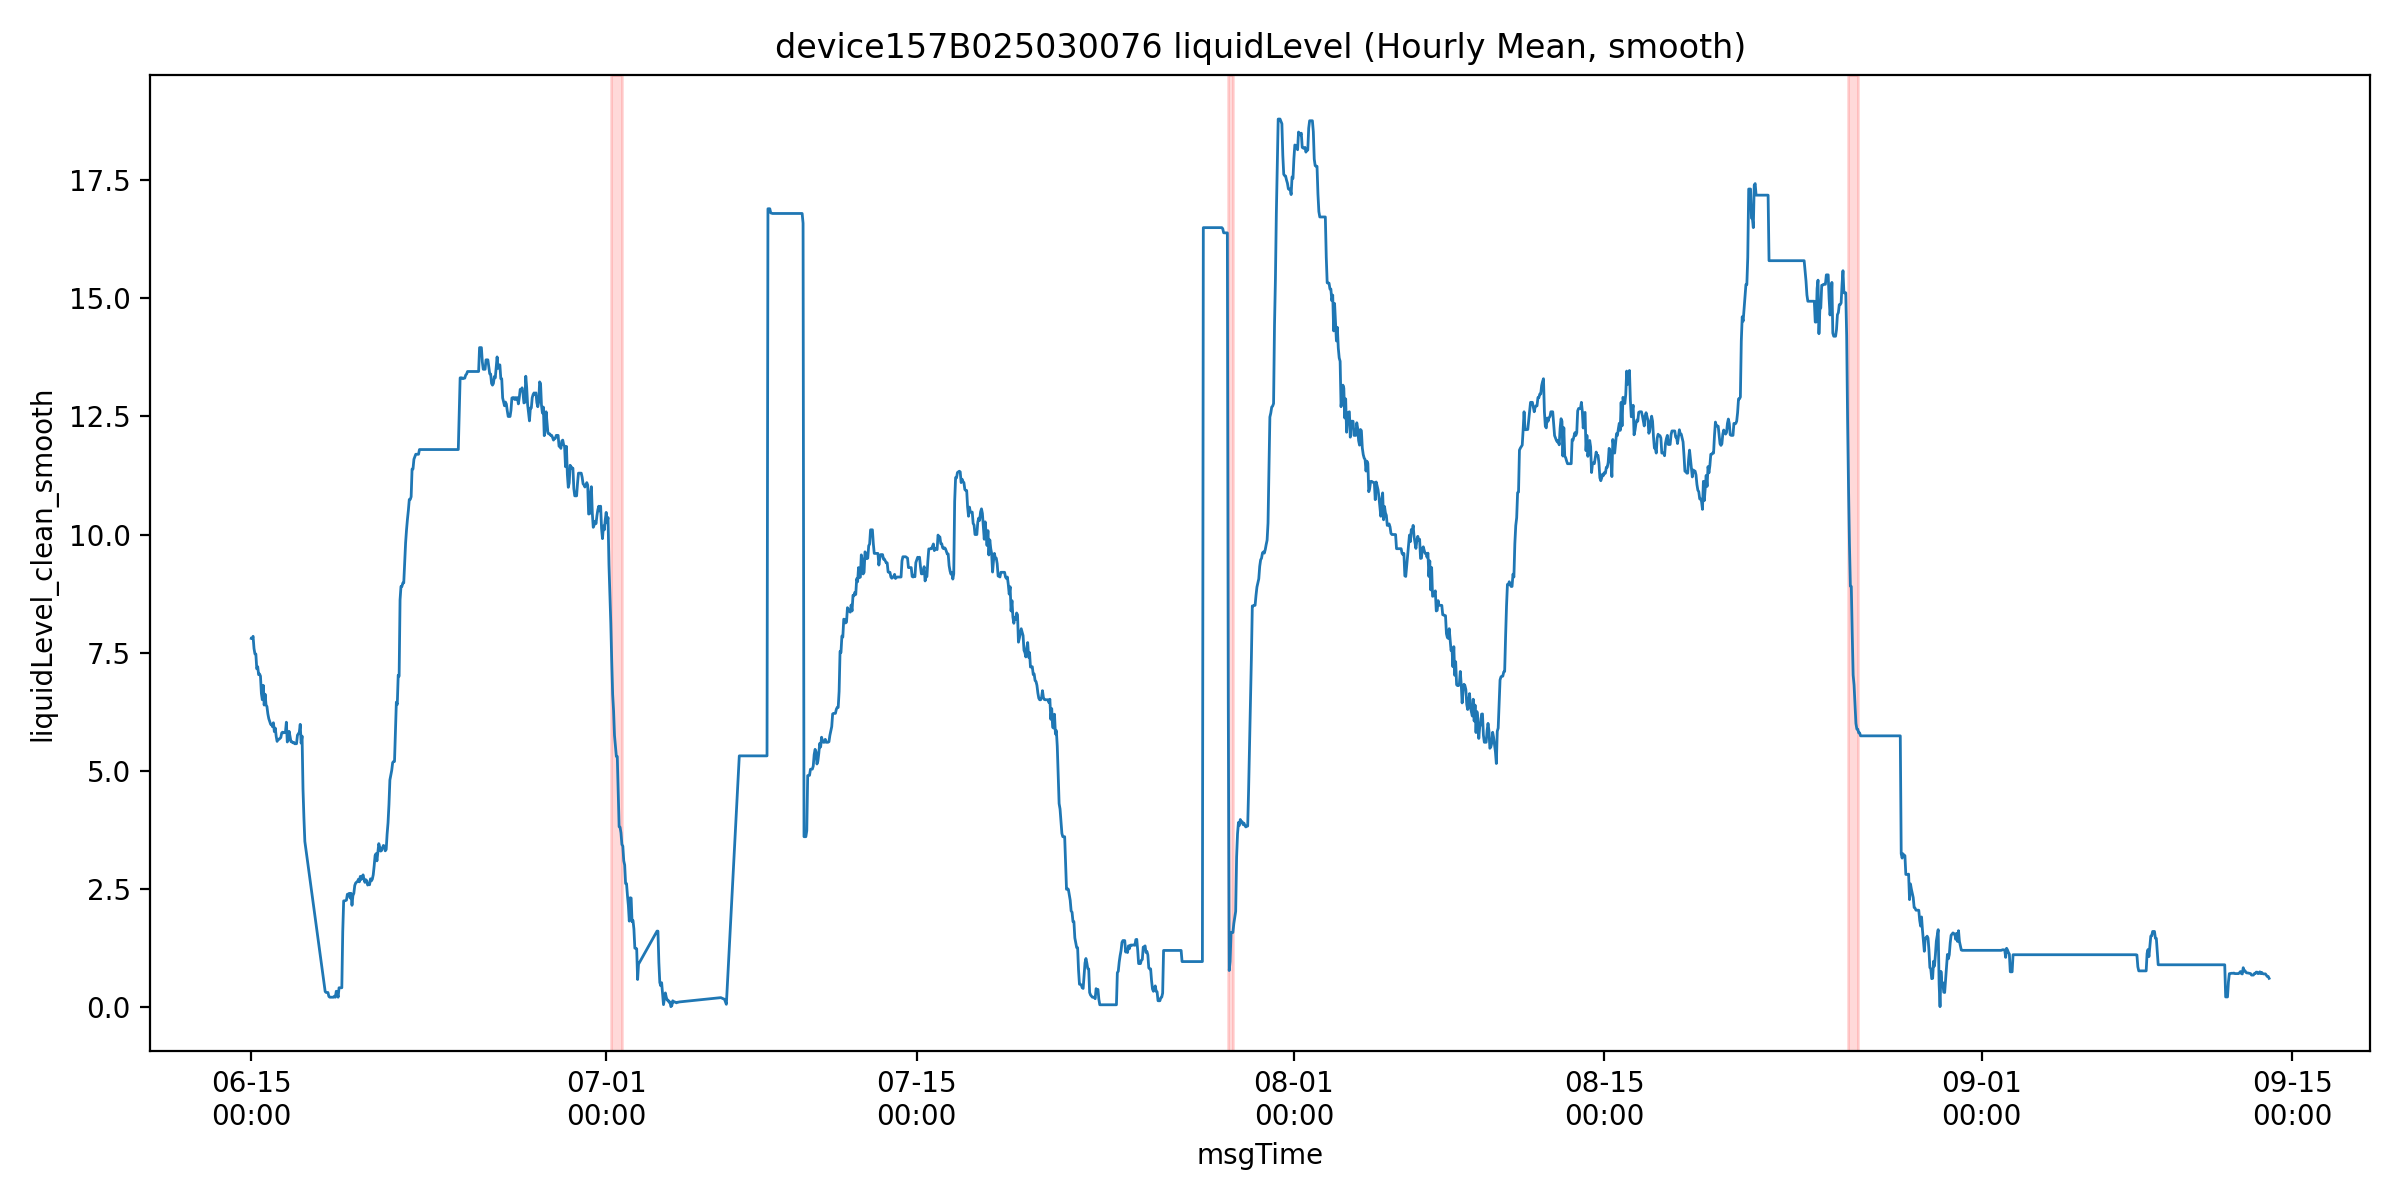 device157B025030076 liquidLevel (Hourly Mean, smooth)
liquidLevel_clean_smooth
17.5
15.0
12.5
10.0
7.5
5.0
2.5
0.0
06-15 07-01 07-15 08-01 08-15 09-01 09-15
00:00 00:00 00:00 00:00 00:00 00:00 00:00
msgTime